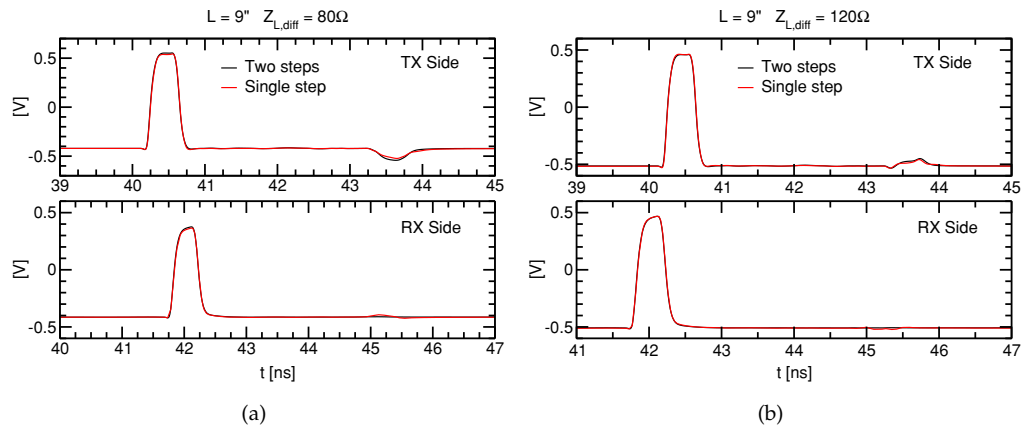 L = 9" Z_L,diff = 80Ω
0.5
0
-0.5
[V]
TX Side
Two steps
Single step
39 40 41 42 43 44 45
0.5
0
-0.5
[V]
RX Side
40 41 42 43 44 45 46 47
t [ns]
(a)
L = 9" Z_L,diff = 120Ω
0.5
0
-0.5
[V]
TX Side
Two steps
Single step
39 40 41 42 43 44 45
0.5
0
-0.5
[V]
RX Side
41 42 43 44 45 46 47
t [ns]
(b)